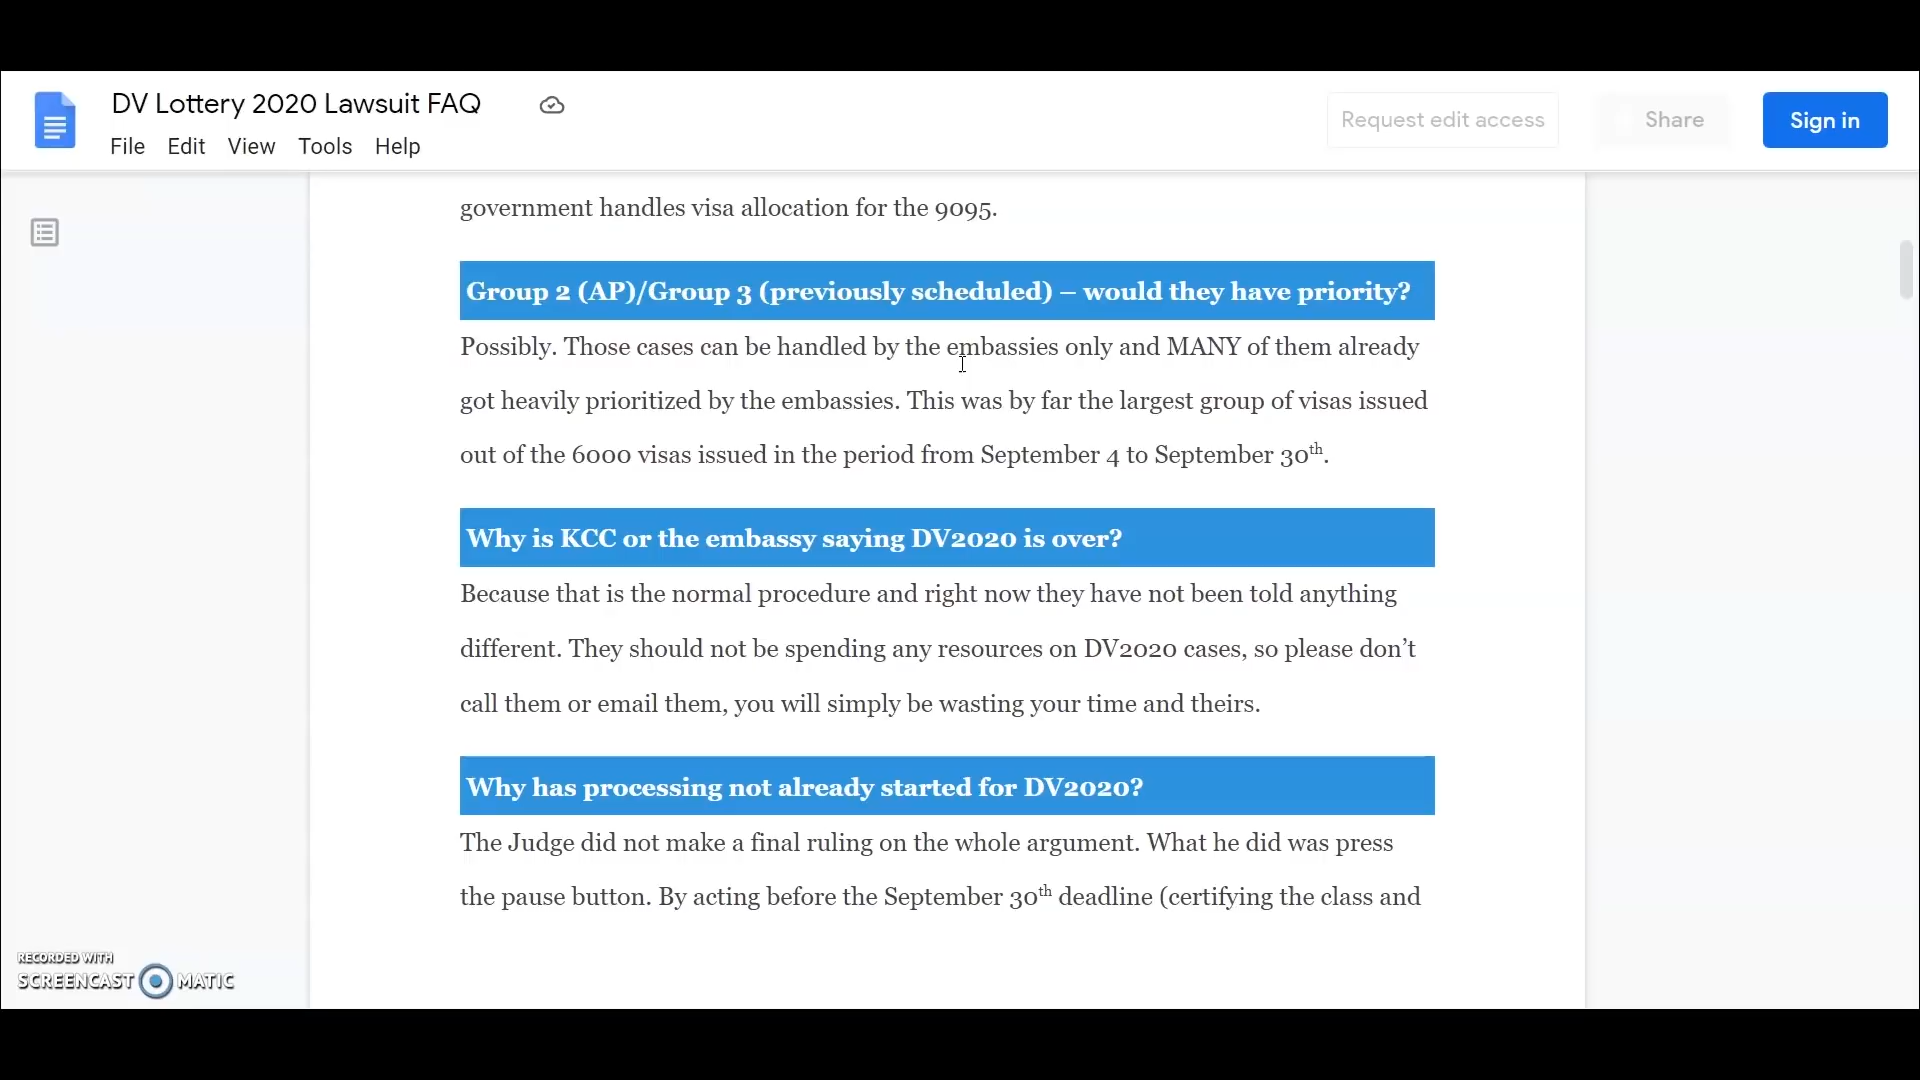 DV Lottery 2020 Lawsuit FAQ
File Edit View Tools Help
Request edit access
Share
Sign in
government handles visa allocation for the 9095.
Group 2 (AP)/Group 3 (previously scheduled) – would they have priority?
Possibly. Those cases can be handled by the embassies only and MANY of them already
got heavily prioritized by the embassies. This was by far the largest group of visas issued
out of the 6000 visas issued in the period from September 4 to September 30th.
Why is KCC or the embassy saying DV2020 is over?
Because that is the normal procedure and right now they have not been told anything
different. They should not be spending any resources on DV2020 cases, so please don’t
call them or email them, you will simply be wasting your time and theirs.
Why has processing not already started for DV2020?
The Judge did not make a final ruling on the whole argument. What he did was press
the pause button. By acting before the September 30th deadline (certifying the class and
RECORDED WITH
SCREENCAST MATIC